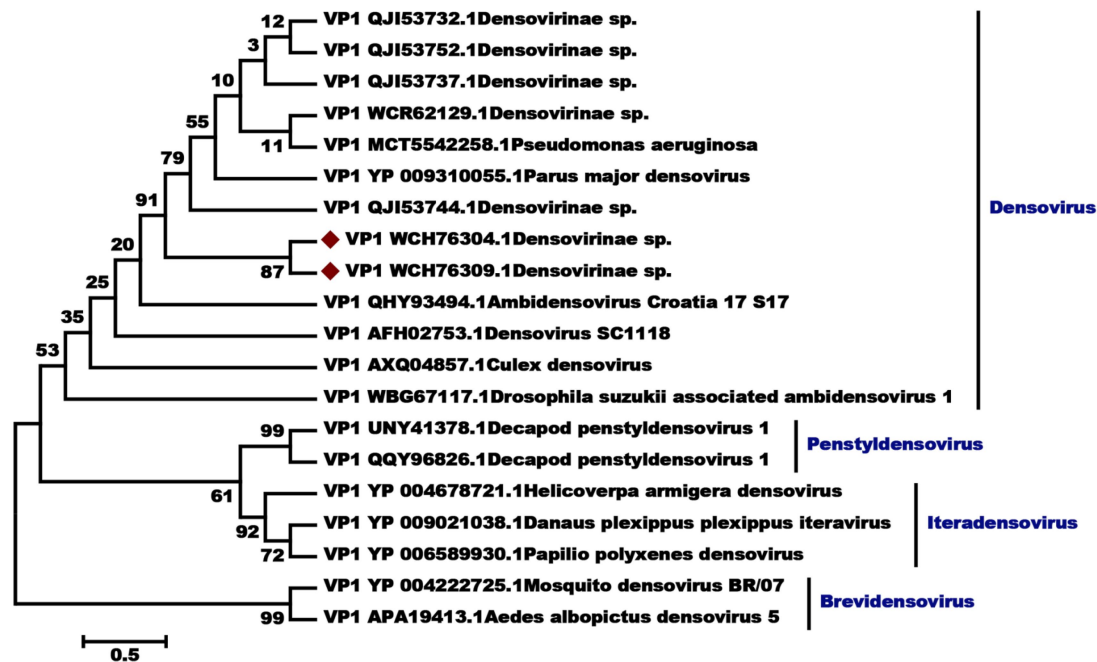 12
VP1 QJI53732.1Densovirinae sp.
3
VP1 QJI53752.1Densovirinae sp.
10
VP1 QJI53737.1Densovirinae sp.
55
VP1 WCR62129.1Densovirinae sp.
11
VP1 MCT5542258.1Pseudomonas aeruginosa
79
VP1 YP 009310055.1Parus major densovirus
91
VP1 QJI53744.1Densovirinae sp.
Densovirus
20
VP1 WCH76304.1Densovirinae sp.
87
VP1 WCH76309.1Densovirinae sp.
25
VP1 QHY93494.1Ambidensovirus Croatia 17 S17
35
VP1 AFH02753.1Densovirus SC1118
53
VP1 AXQ04857.1Culex densovirus
VP1 WBG67117.1Drosophila suzukii associated ambidensovirus 1
99
VP1 UNY41378.1Decapod penstyldensovirus 1
Penstyldensovirus
VP1 QQY96826.1Decapod penstyldensovirus 1
61
VP1 YP 004678721.1Helicoverpa armigera densovirus
92
VP1 YP 009021038.1Danaus plexippus plexippus iteravirus
Iteradensovirus
72
VP1 YP 006589930.1Papilio polyxenes densovirus
VP1 YP 004222725.1Mosquito densovirus BR/07
Brevidensovirus
99
VP1 APA19413.1Aedes albopictus densovirus 5
0.5